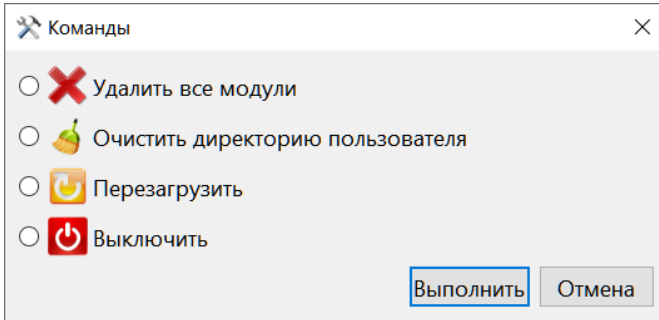 Команды
Удалить все модули
Очистить директорию пользователя
Перезагрузить
Выключить
Выполнить Отмена